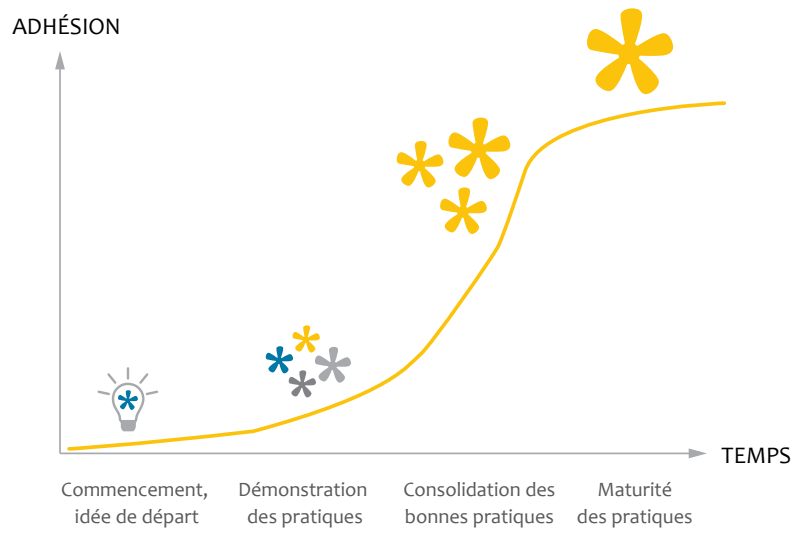 ADHÉSION
TEMPS
Commencement,
idée de départ
Démonstration
des pratiques
Consolidation des
bonnes pratiques
Maturité
des pratiques